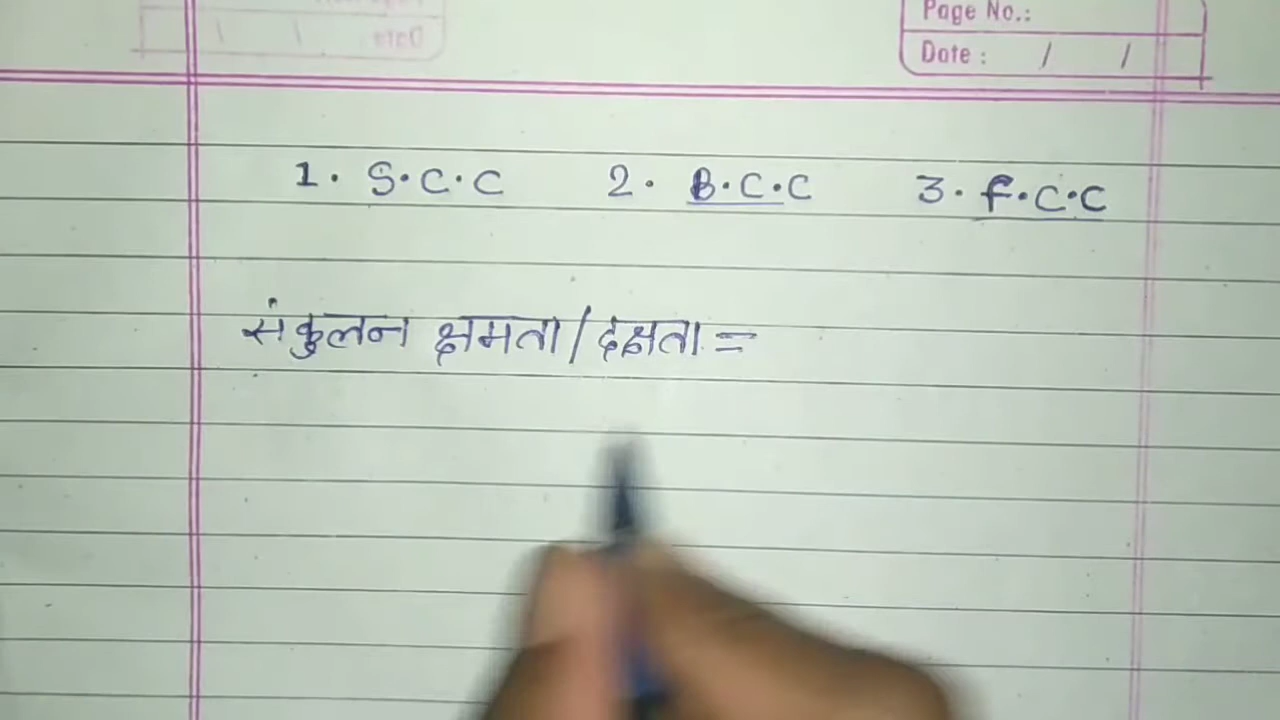 Page No.:
Date : / /
1. S.C.C 2. B.C.C 3. F.C.C
संकुलन क्षमता/दक्षता =